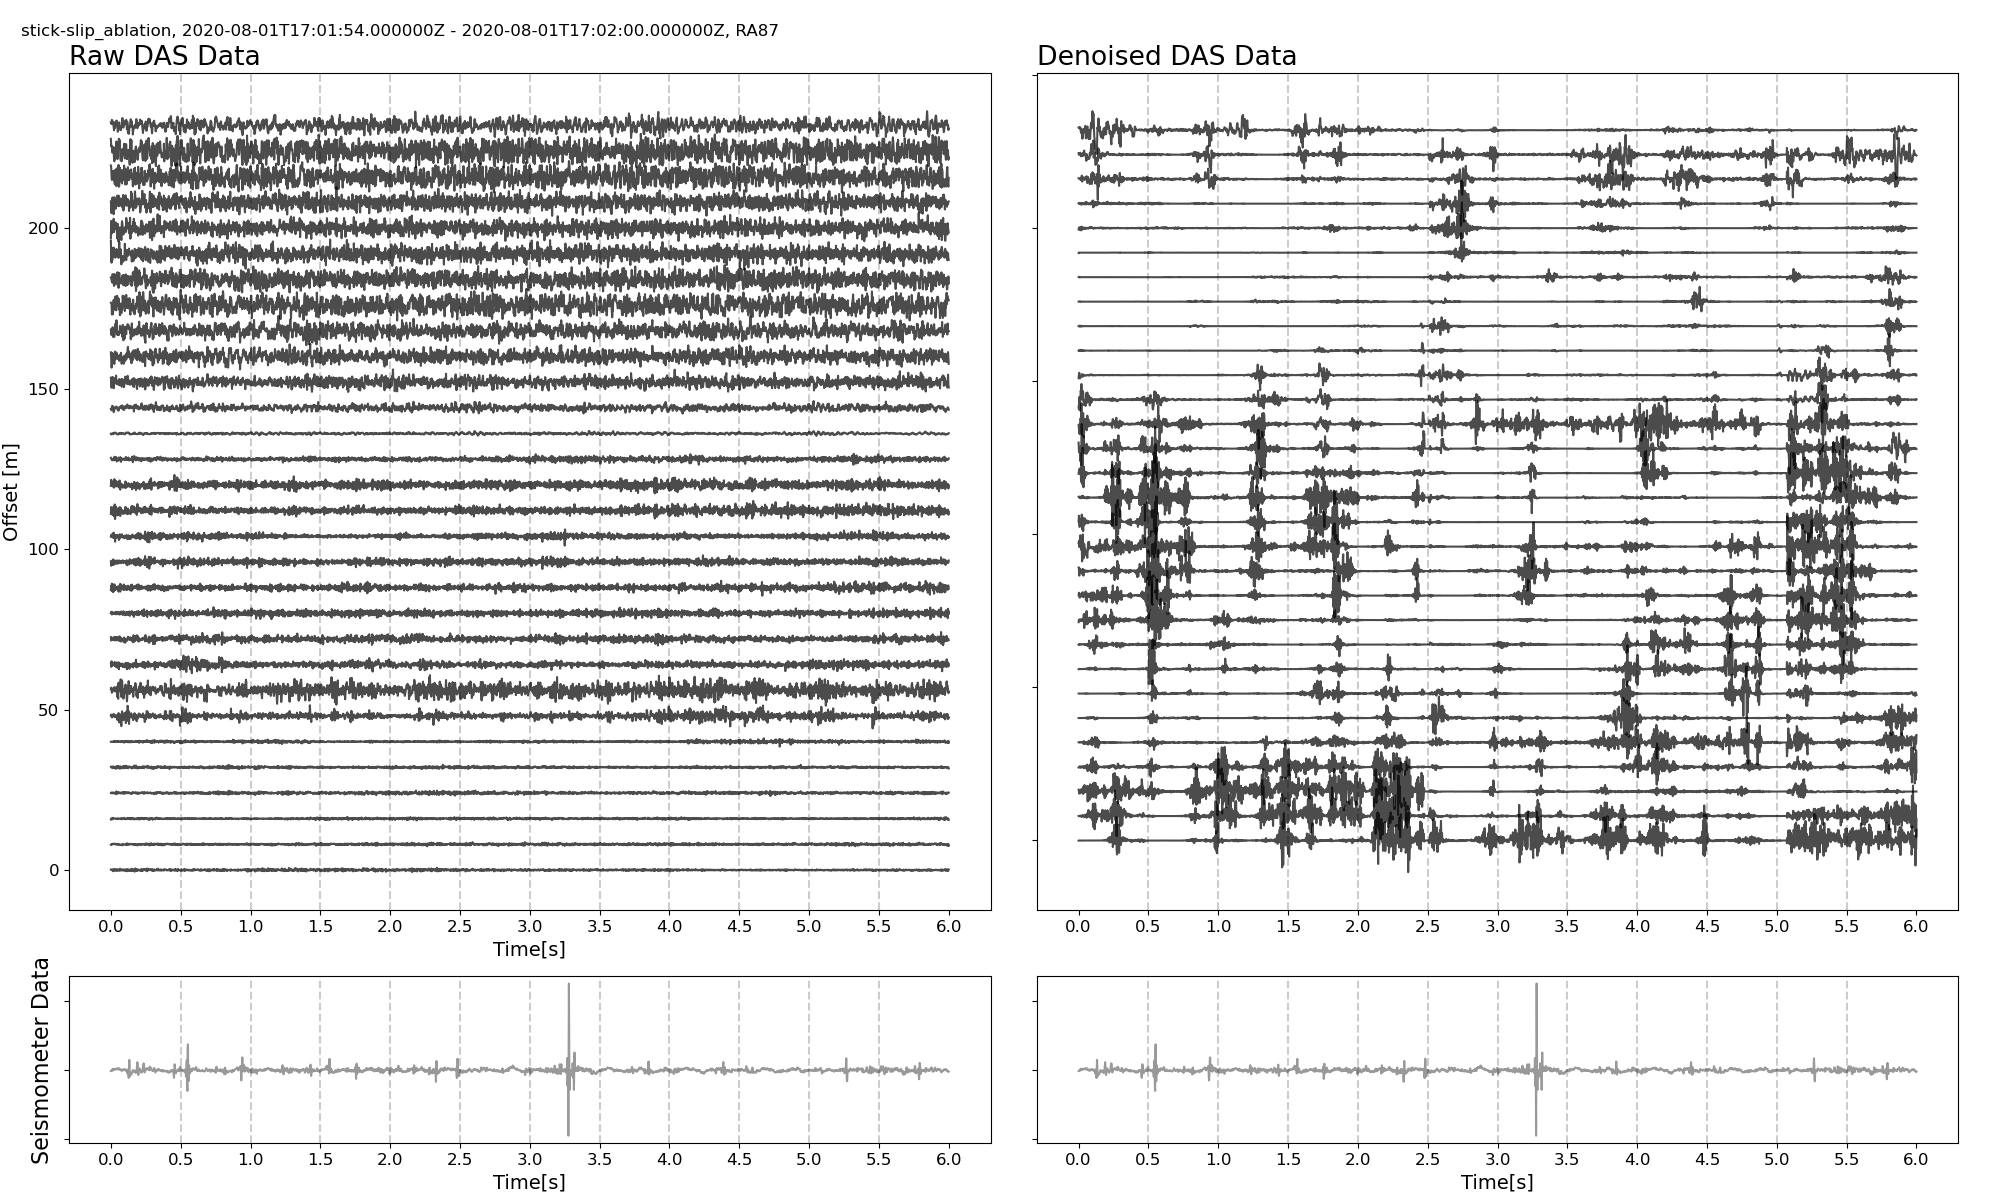 stick-slip_ablation, 2020-08-01T17:01:54.000000Z - 2020-08-01T17:02:00.000000Z, RA87
Raw DAS Data
Denoised DAS Data
Offset [m]
200
150
100
50
0
0.0 0.5 1.0 1.5 2.0 2.5 3.0 3.5 4.0 4.5 5.0 5.5 6.0
Time[s]
0.0 0.5 1.0 1.5 2.0 2.5 3.0 3.5 4.0 4.5 5.0 5.5 6.0
Seismometer Data
0.0 0.5 1.0 1.5 2.0 2.5 3.0 3.5 4.0 4.5 5.0 5.5 6.0
Time[s]
0.0 0.5 1.0 1.5 2.0 2.5 3.0 3.5 4.0 4.5 5.0 5.5 6.0
Time[s]